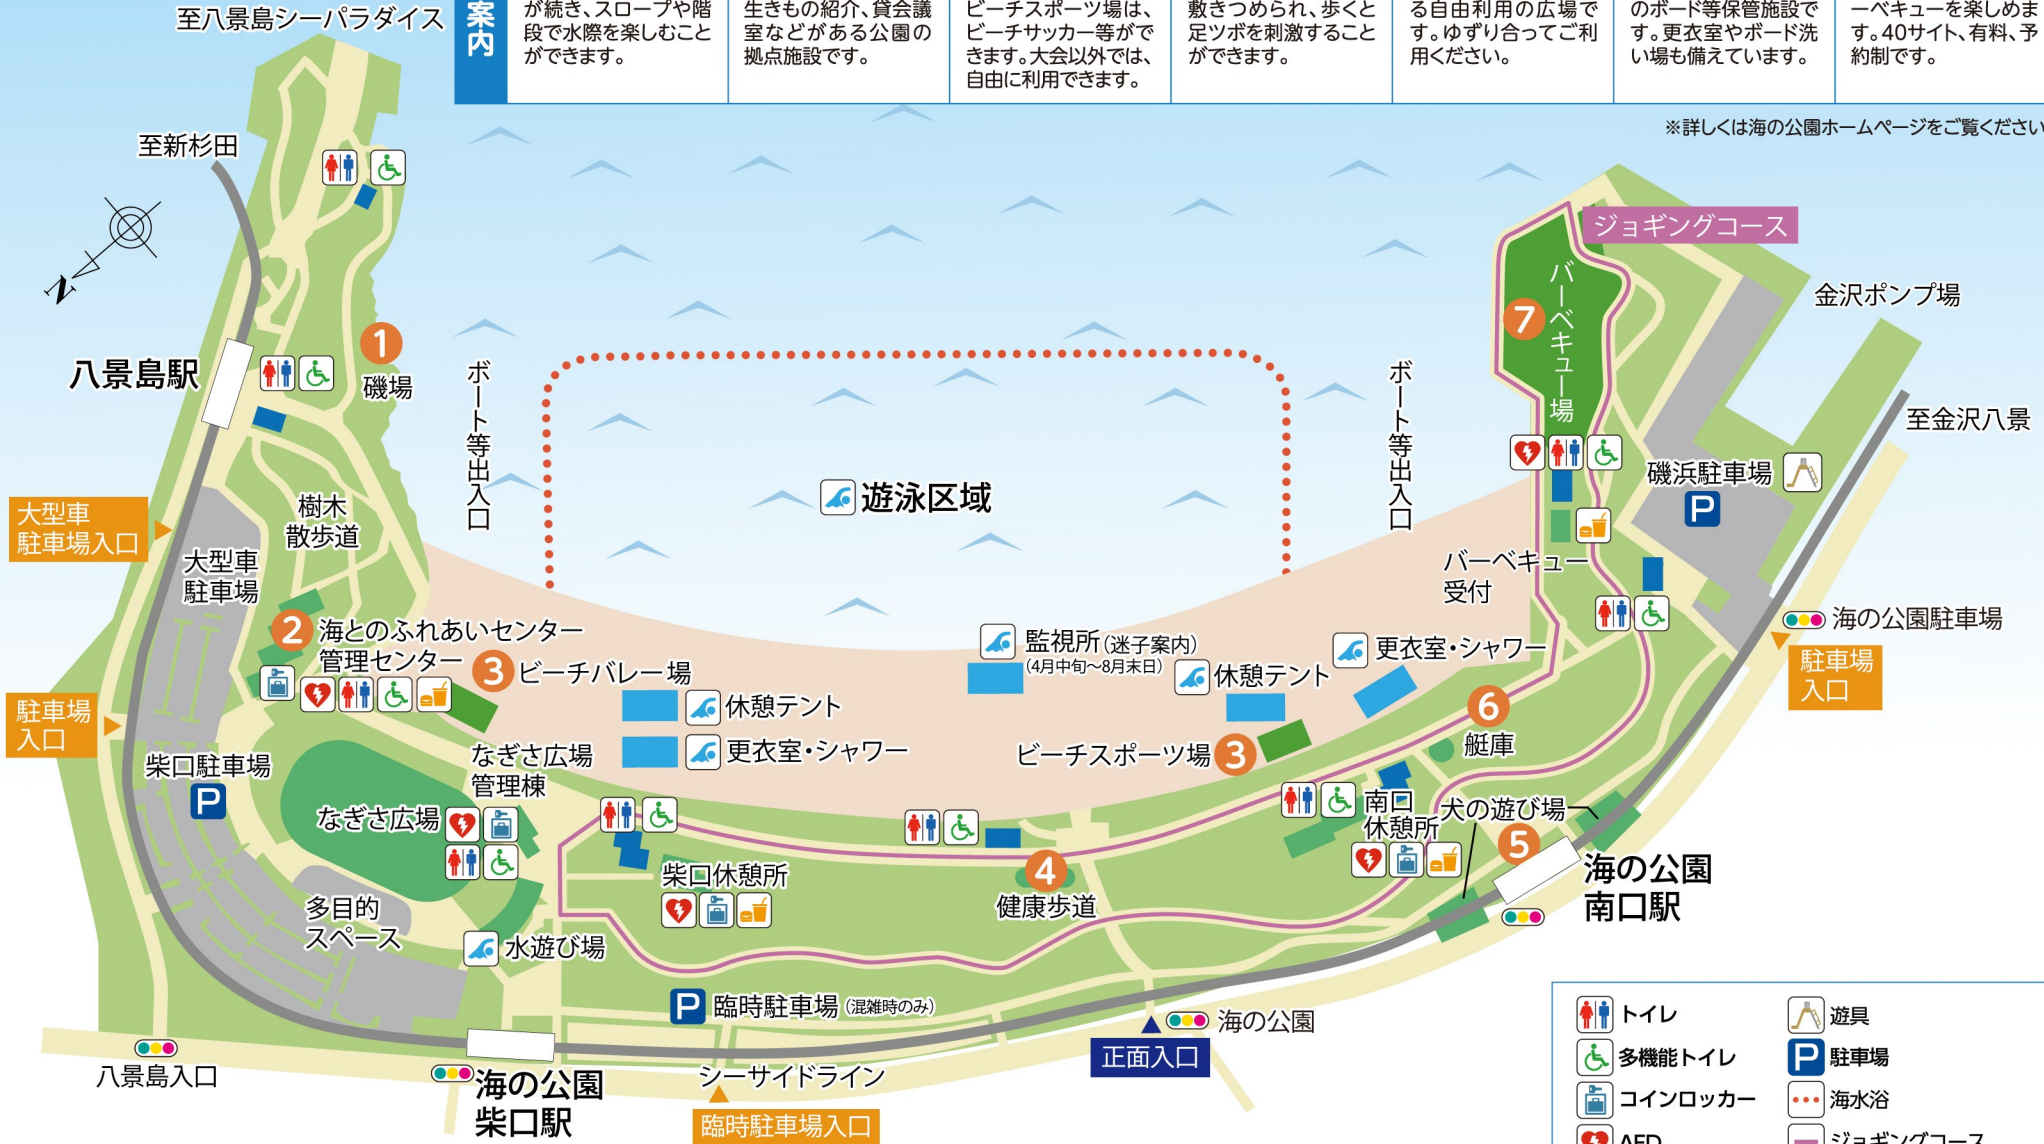 至八景島シーパラダイス
案内
が続き、スロープや階
段で水際を楽しむこと
ができます。
生きもの紹介、貸会議
室などがある公園の
拠点施設です。
ビーチスポーツ場は、
ビーチサッカー等がで
きます。大会以外では、
自由に利用できます。
敷きつめられ、歩くと
足ツボを刺激すること
ができます。
る自由利用の広場で
す。ゆずり合ってご利
用ください。
のボード等保管施設で
す。更衣室やボード洗
い場も備えています。
ーベキューを楽しめま
す。40サイト、有料、予
約制です。
※詳しくは海の公園ホームページをご覧ください
至新杉田
N
ジョギングコース
金沢ポンプ場
7
バーベキュー場
1
磯場
八景島駅
ボート等出入口
ボート等出入口
至金沢八景
遊泳区域
磯浜駐車場
P
大型車
駐車場入口
樹木
散歩道
大型車
駐車場
バーベキュー
受付
海の公園駐車場
駐車場
入口
2
海とのふれあいセンター
管理センター
3
ビーチバレー場
監視所(迷子案内)
(4月中旬~8月末日)
休憩テント
更衣室・シャワー
休憩テント
更衣室・シャワー
ビーチスポーツ場
3
6
艇庫
駐車場
入口
柴口駐車場
P
なぎさ広場
管理棟
なぎさ広場
南口
休憩所
犬の遊び場
5
海の公園
南口駅
柴口休憩所
4
健康歩道
多目的
スペース
水遊び場
P
臨時駐車場(混雑時のみ)
海の公園
正面入口
八景島入口
海の公園
柴口駅
シーサイドライン
臨時駐車場入口
トイレ
遊具
多機能トイレ
P
駐車場
コインロッカー
海水浴
AED
ジョギングコース